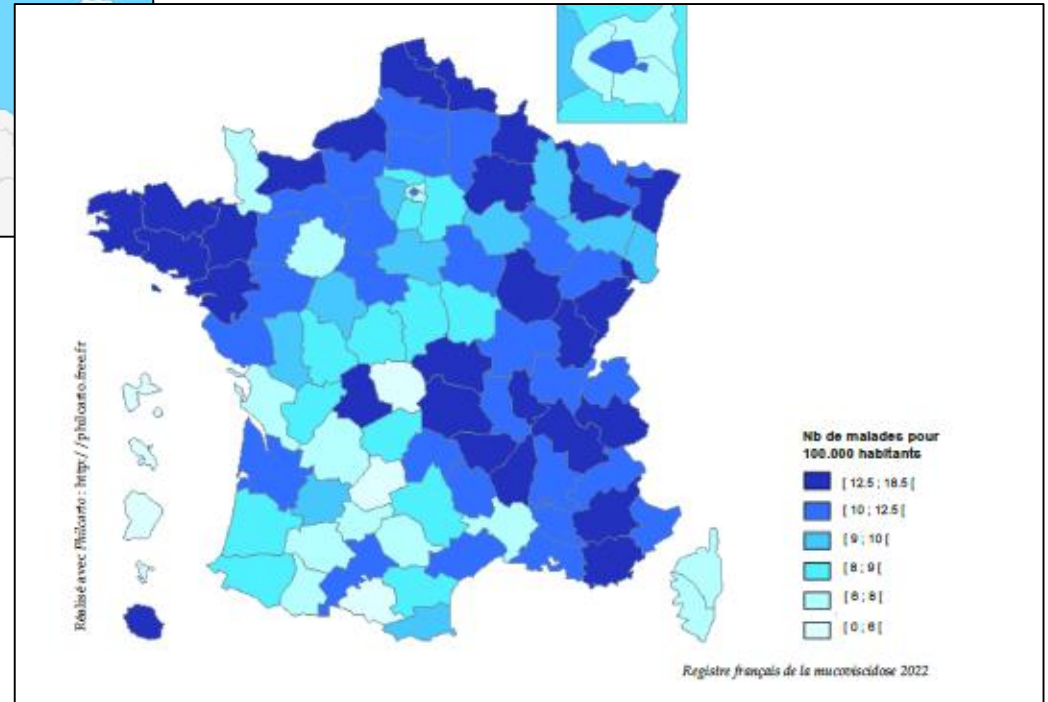 Réalisé avec Philcarto : http://philcarto.free.fr
Nb de malades pour
100.000 habitants
[ 12.5 ; 18.5 [
[ 10 ; 12.5 [
[ 9 ; 10 [
[ 8 ; 9 [
[ 6 ; 8 [
[ 0 ; 6 [
Registre français de la mucoviscidose 2022